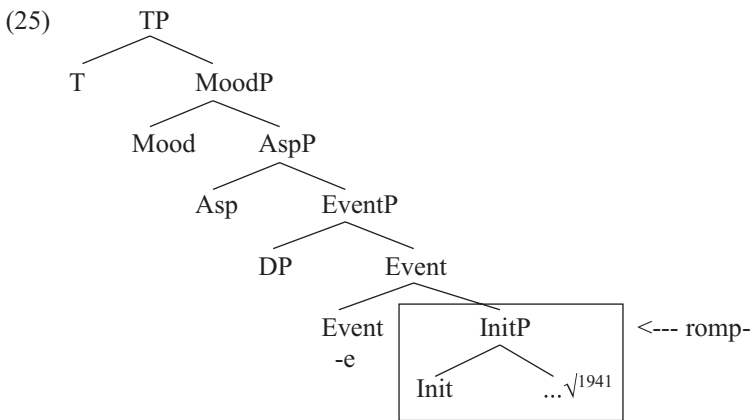 (25) TP
T MoodP
Mood AspP
Asp EventP
DP Event
Event InitP <--- romp-
-e
Init ...√1941